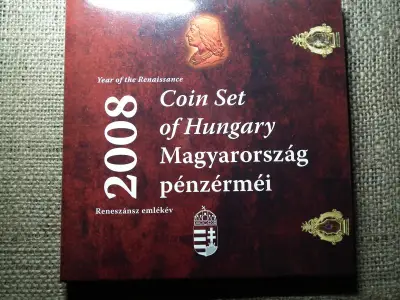 Year of the Renaissance
2008
Coin Set
of Hungary
Magyarország
pénzérméi
Reneszánsz emlékév